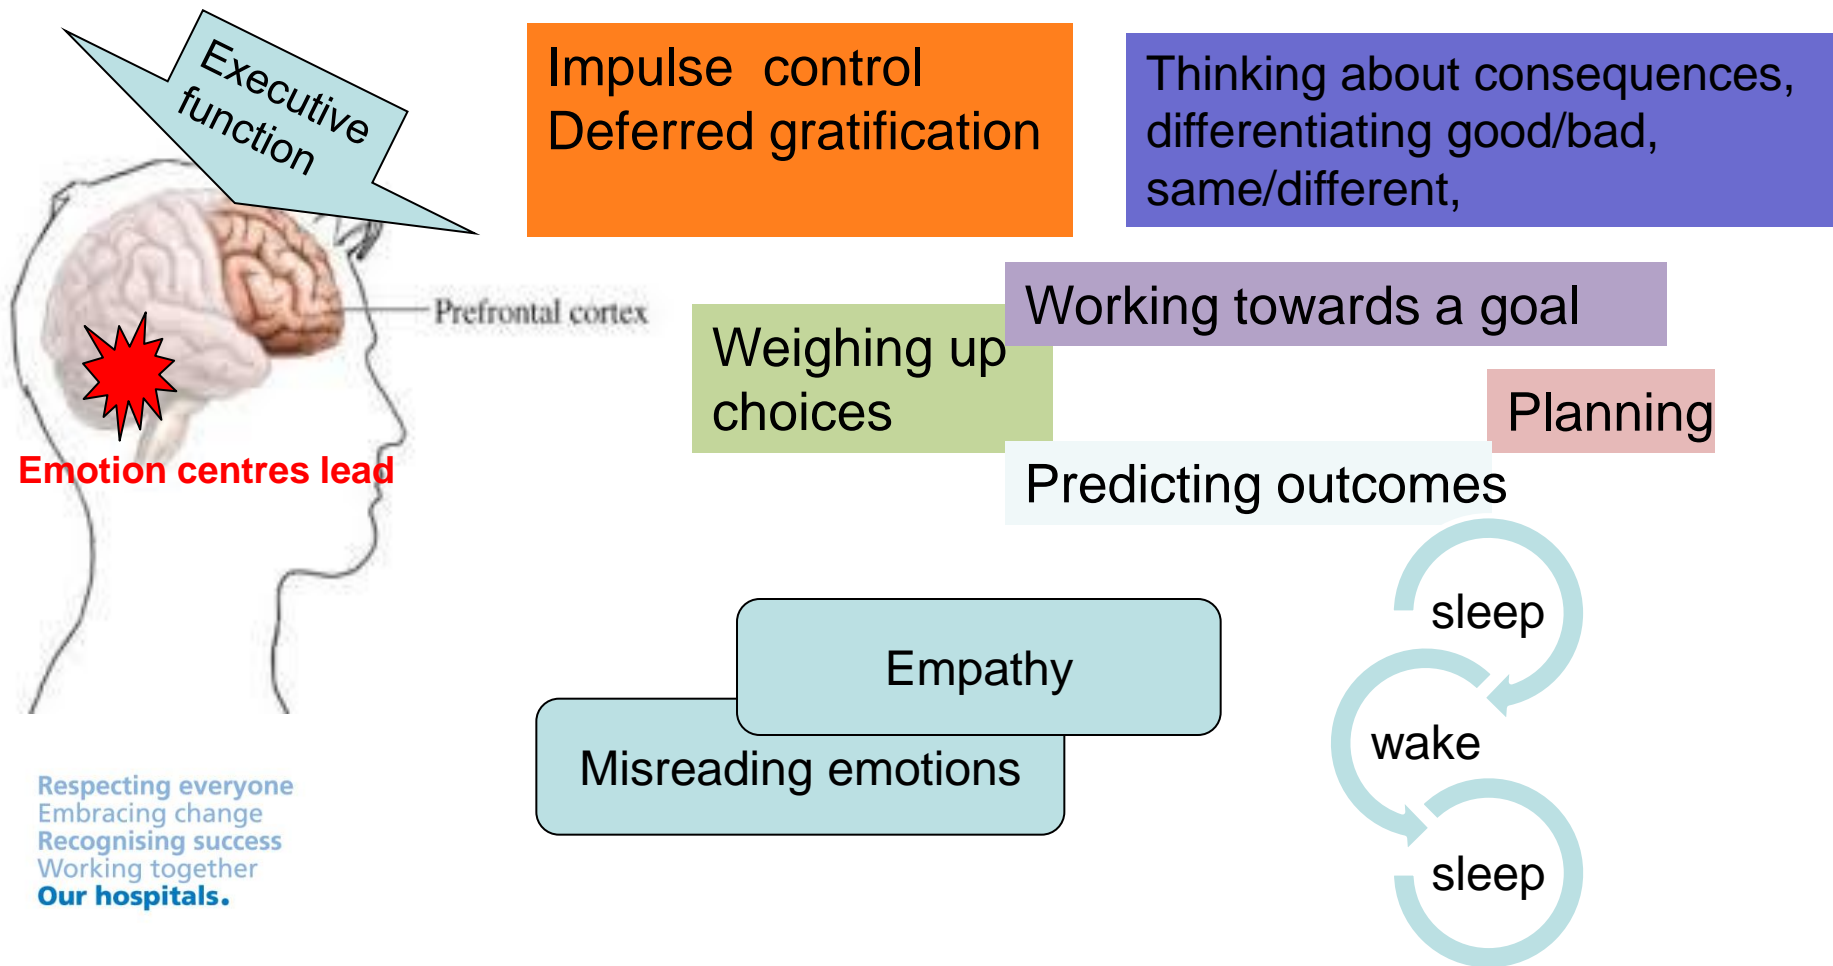 Executive
function
Impulse control
Deferred gratification
Thinking about consequences,
differentiating good/bad,
same/different,
Prefrontal cortex
Working towards a goal
Weighing up
choices
Planning
Emotion centres lead
Predicting outcomes
sleep
Empathy
wake
Misreading emotions
sleep
Respecting everyone
Embracing change
Recognising success
Working together
Our hospitals.